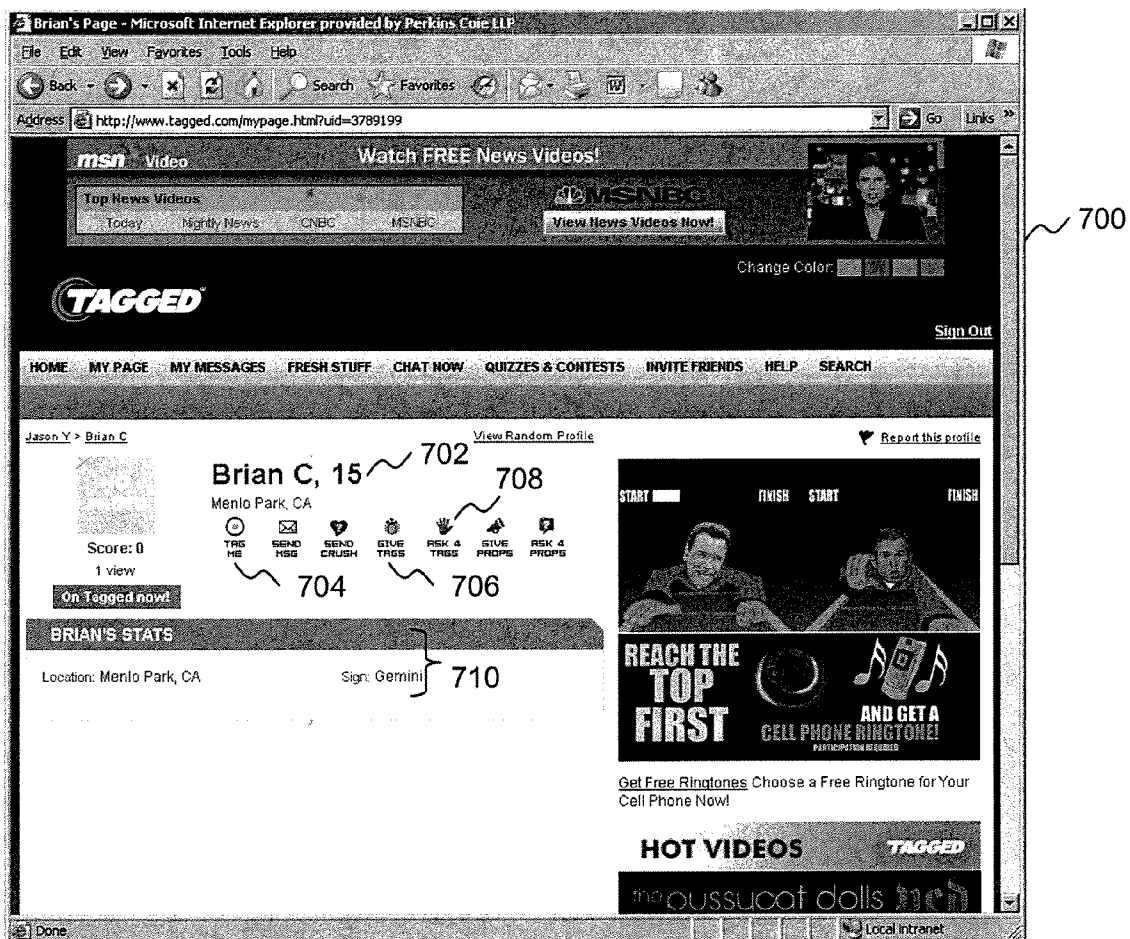 Brian's Page - Microsoft Internet Explorer provided by Perkins Coie LLP
File Edit View Favorites Tools Help
Back Search Favorites
Address http://www.tagged.com/mypage.html?uid=3789199 Go Links »
msn Video Watch FREE News Videos!
Top News Videos
Today Nightly News CNBC MSNBC
MSNBC
View News Videos Now!
700
Change Color:
TAGGED
Sign Out
HOME MY PAGE MY MESSAGES FRESH STUFF CHAT NOW QUIZZES & CONTESTS INVITE FRIENDS HELP SEARCH
Jason Y > Brian C View Random Profile Report this profile
Brian C, 15 702
Menlo Park, CA 708
TAG ME SEND MSG SEND CRUSH GIVE TAGS ASK 4 TAGS GIVE PROPS ASK 4 PROPS
704 706
Score: 0
1 view
On Tagged now!
BRIAN'S STATS
Location: Menlo Park, CA Sign: Gemini 710
START FINISH START FINISH
REACH THE TOP FIRST
AND GET A
CELL PHONE RINGTONE!
PARTICIPATION REQUIRED
Get Free Ringtones Choose a Free Ringtone for Your
Cell Phone Now!
HOT VIDEOS TAGGED
the pussycat dolls
Done Local intranet